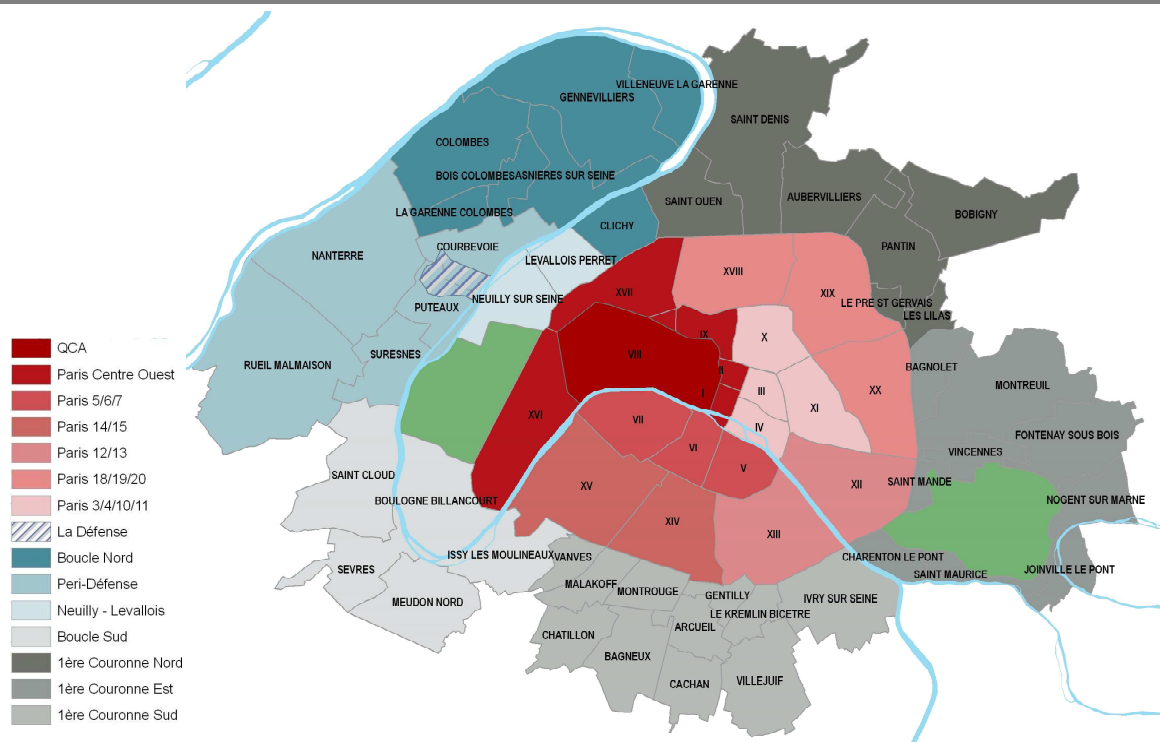 VILLENEUVE LA GARENNE
GENNEVILLIERS
SAINT DENIS
COLOMBES
BOIS COLOMBES
ASNIERES SUR SEINE
AUBERVILLIERS
SAINT OUEN
LA GARENNE COLOMBES
BOBIGNY
CLICHY
NANTERRE
COURBEVOIE
PANTIN
LEVALLOIS PERRET
XVIII
XVII
XIX
NEUILLY SUR SEINE
LE PRE ST GERVAIS
PUTEAUX
LES LILAS
IX
X
SURESNES
VIII
RUEIL MALMAISON
BAGNOLET
II
MONTREUIL
I
III
XX
XVI
XI
VII
IV
FONTENAY SOUS BOIS
VI
VINCENNES
V
SAINT CLOUD
XV
XII
SAINT MANDE
BOULOGNE BILLANCOURT
NOGENT SUR MARNE
XIV
XIII
ISSY LES MOULINEAUX
VANVES
CHARENTON LE PONT
SEVRES
JOINVILLE LE PONT
SAINT MAURICE
MALAKOFF
MONTROUGE
GENTILLY
IVRY SUR SEINE
MEUDON NORD
LE KREMLIN BICETRE
ARCUEIL
CHATILLON
BAGNEUX
CACHAN
VILLEJUIF
QCA
Paris Centre Ouest
Paris 5/6/7
Paris 14/15
Paris 12/13
Paris 18/19/20
Paris 3/4/10/11
La Défense
Boucle Nord
Peri-Défense
Neuilly - Levallois
Boucle Sud
1ère Couronne Nord
1ère Couronne Est
1ère Couronne Sud